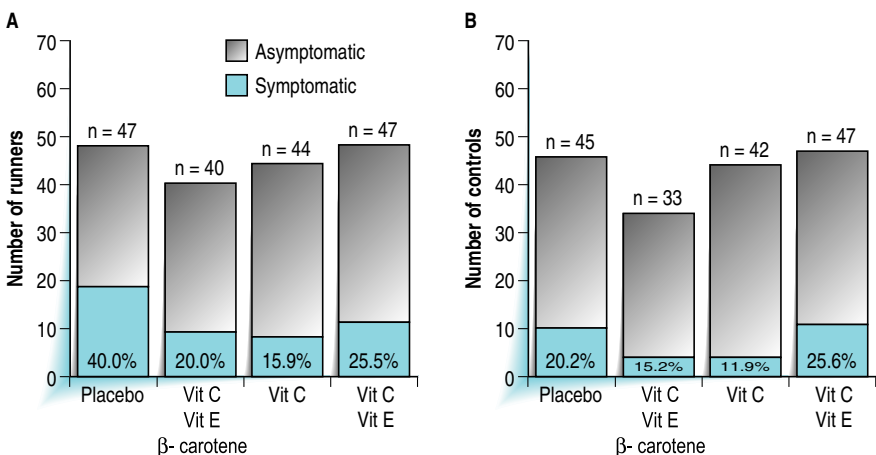 A
70
60
50
40
30
20
10
0
Number of runners
Asymptomatic
Symptomatic
n = 47
n = 40
n = 44
n = 47
40.0%
20.0%
15.9%
25.5%
Placebo
Vit C
Vit E
β- carotene
Vit C
Vit C
Vit E
B
70
60
50
40
30
20
10
0
Number of controls
n = 45
n = 33
n = 42
n = 47
20.2%
15.2%
11.9%
25.6%
Placebo
Vit C
Vit E
β- carotene
Vit C
Vit C
Vit E